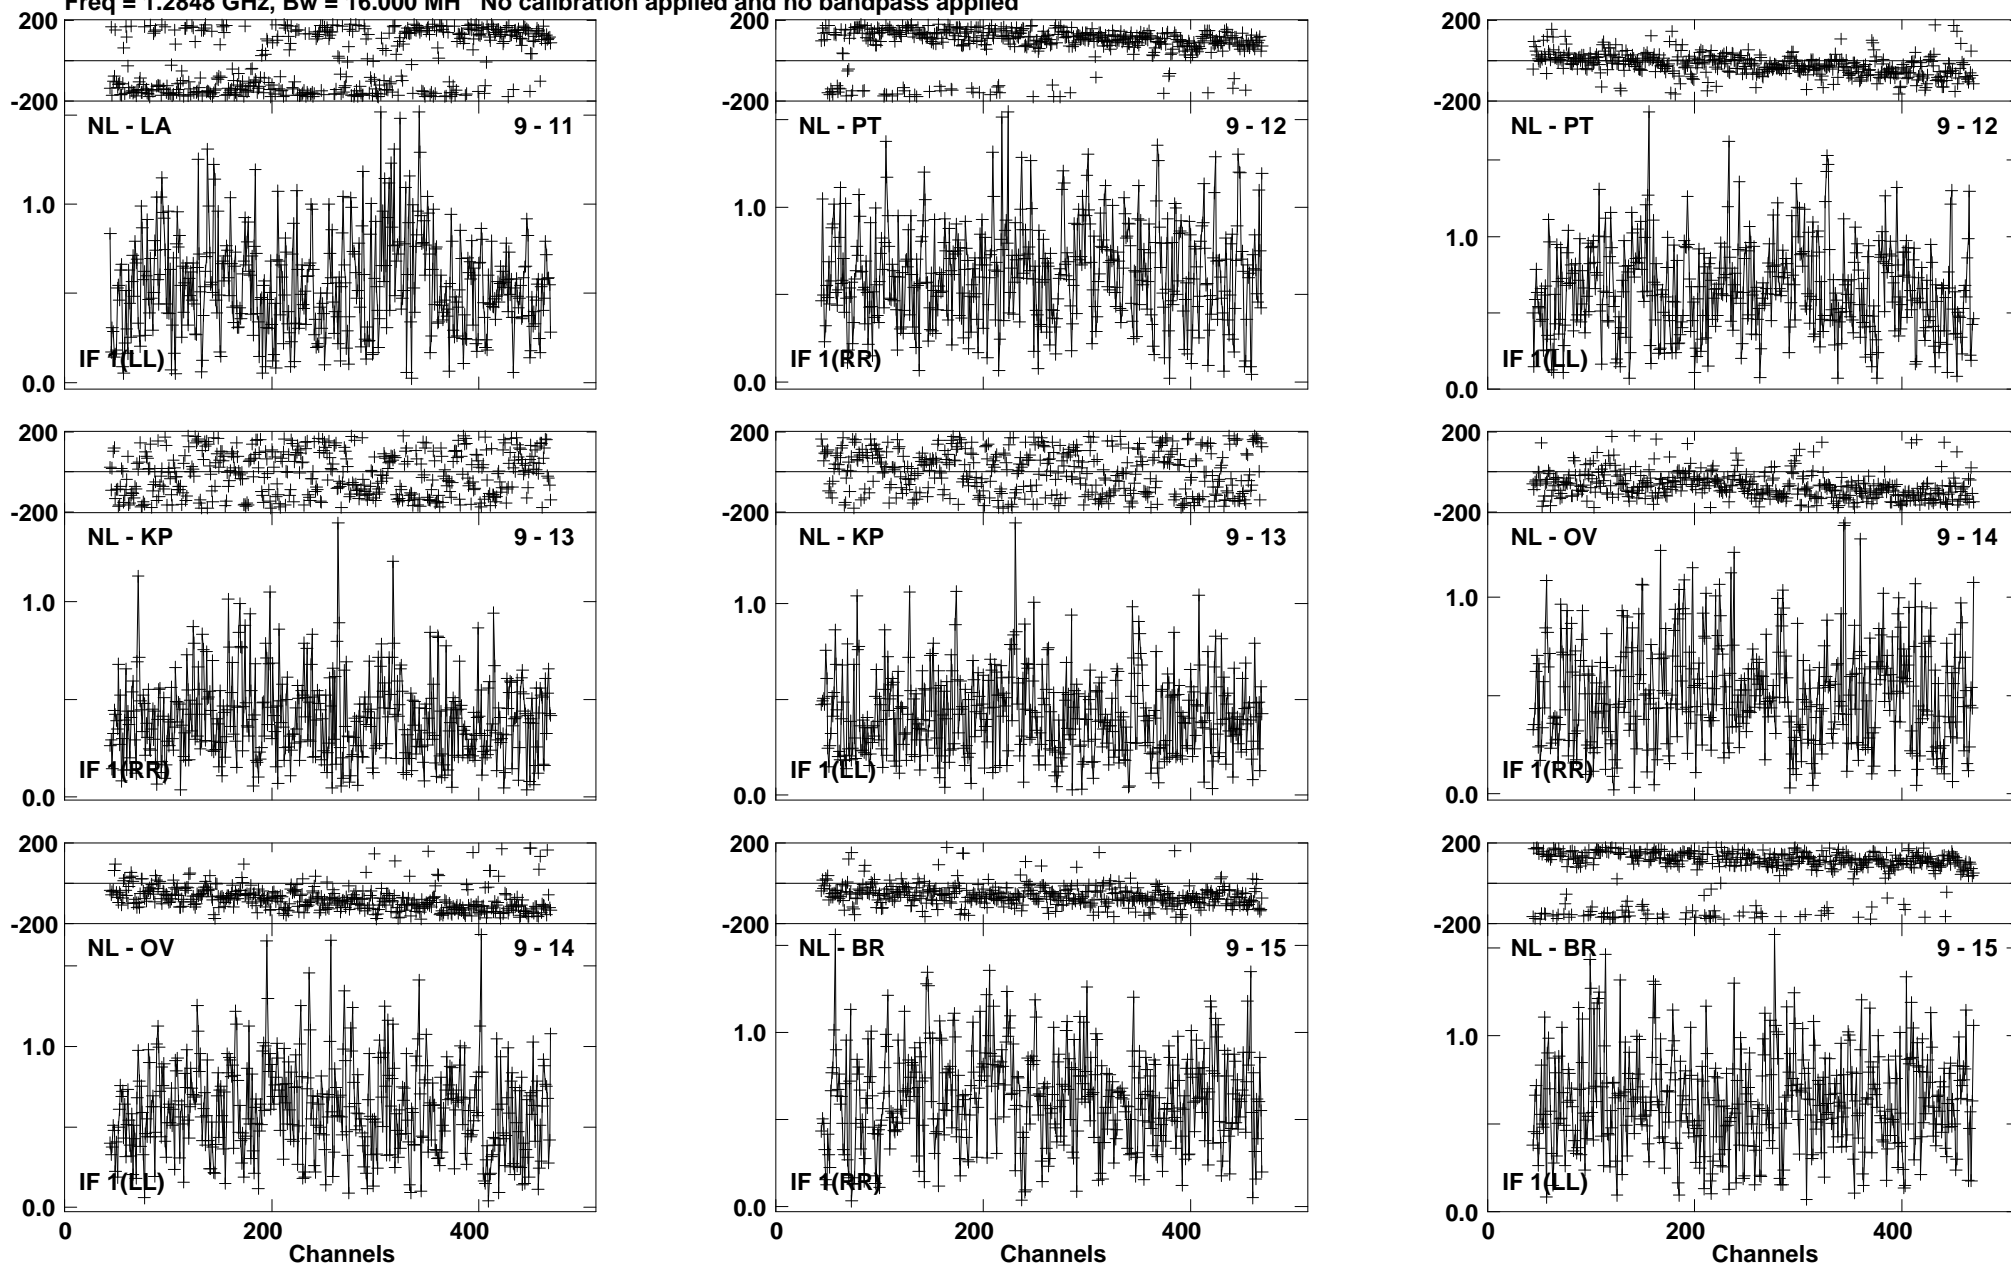 Freq = 1.2848 GHz, Bw = 16.000 MH   No calibration applied and no bandpass applied
200
-200
NL - LA
9 - 11
1.0
IF 1(LL)
0.0
200
-200
NL - PT
9 - 12
1.0
IF 1(RR)
0.0
200
-200
NL - PT
9 - 12
1.0
IF 1(LL)
0.0
200
-200
NL - KP
9 - 13
1.0
IF 1(RR)
0.0
200
-200
NL - KP
9 - 13
1.0
IF 1(LL)
0.0
200
-200
NL - OV
9 - 14
1.0
IF 1(RR)
0.0
200
-200
NL - OV
9 - 14
1.0
IF 1(LL)
0.0
0 200 400
Channels
200
-200
NL - BR
9 - 15
1.0
IF 1(RR)
0.0
0 200 400
Channels
200
-200
NL - BR
9 - 15
1.0
IF 1(LL)
0.0
0 200 400
Channels